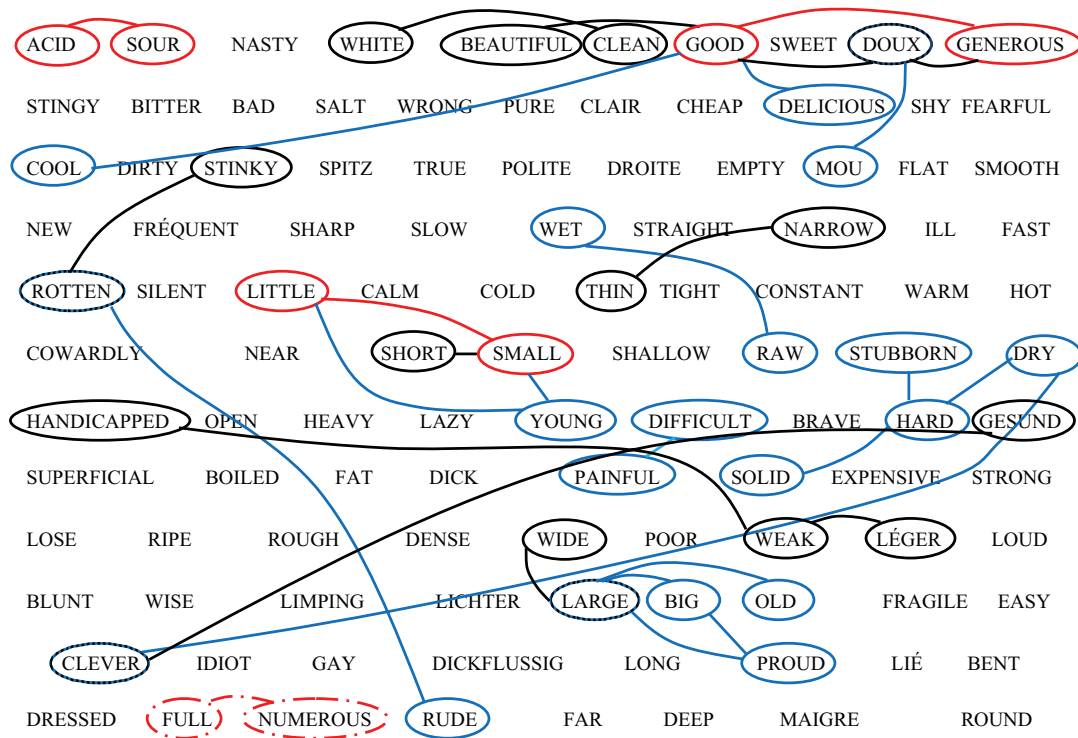 ACID SOUR NASTY WHITE BEAUTIFUL CLEAN GOOD SWEET DOUX GENEROUS
STINGY BITTER BAD SALT WRONG PURE CLAIR CHEAP DELICIOUS SHY FEARFUL
COOL DIRTY STINKY SPITZ TRUE POLITE DROITE EMPTY MOU FLAT SMOOTH
NEW FRÉQUENT SHARP SLOW WET STRAIGHT NARROW ILL FAST
ROTTEN SILENT LITTLE CALM COLD THIN TIGHT CONSTANT WARM HOT
COWARDLY NEAR SHORT SMALL SHALLOW RAW STUBBORN DRY
HANDICAPPED OPEN HEAVY LAZY YOUNG DIFFICULT BRAVE HARD GESUND
SUPERFICIAL BOILED FAT DICK PAINFUL SOLID EXPENSIVE STRONG
LOSE RIPE ROUGH DENSE WIDE POOR WEAK LÉGER LOUD
BLUNT WISE LIMPING LICHTER LARGE BIG OLD FRAGILE EASY
CLEVER IDIOT GAY DICKFLUSSIG LONG PROUD LIÉ BENT
DRESSED FULL NUMEROUS RUDE FAR DEEP MAIGRE ROUND